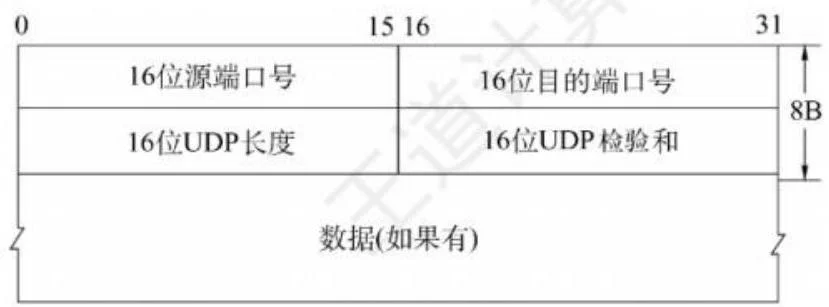 0 15 16 31
16位源端口号 16位目的端口号
8B
16位UDP长度 16位UDP检验和
数据(如果有)
王道计算